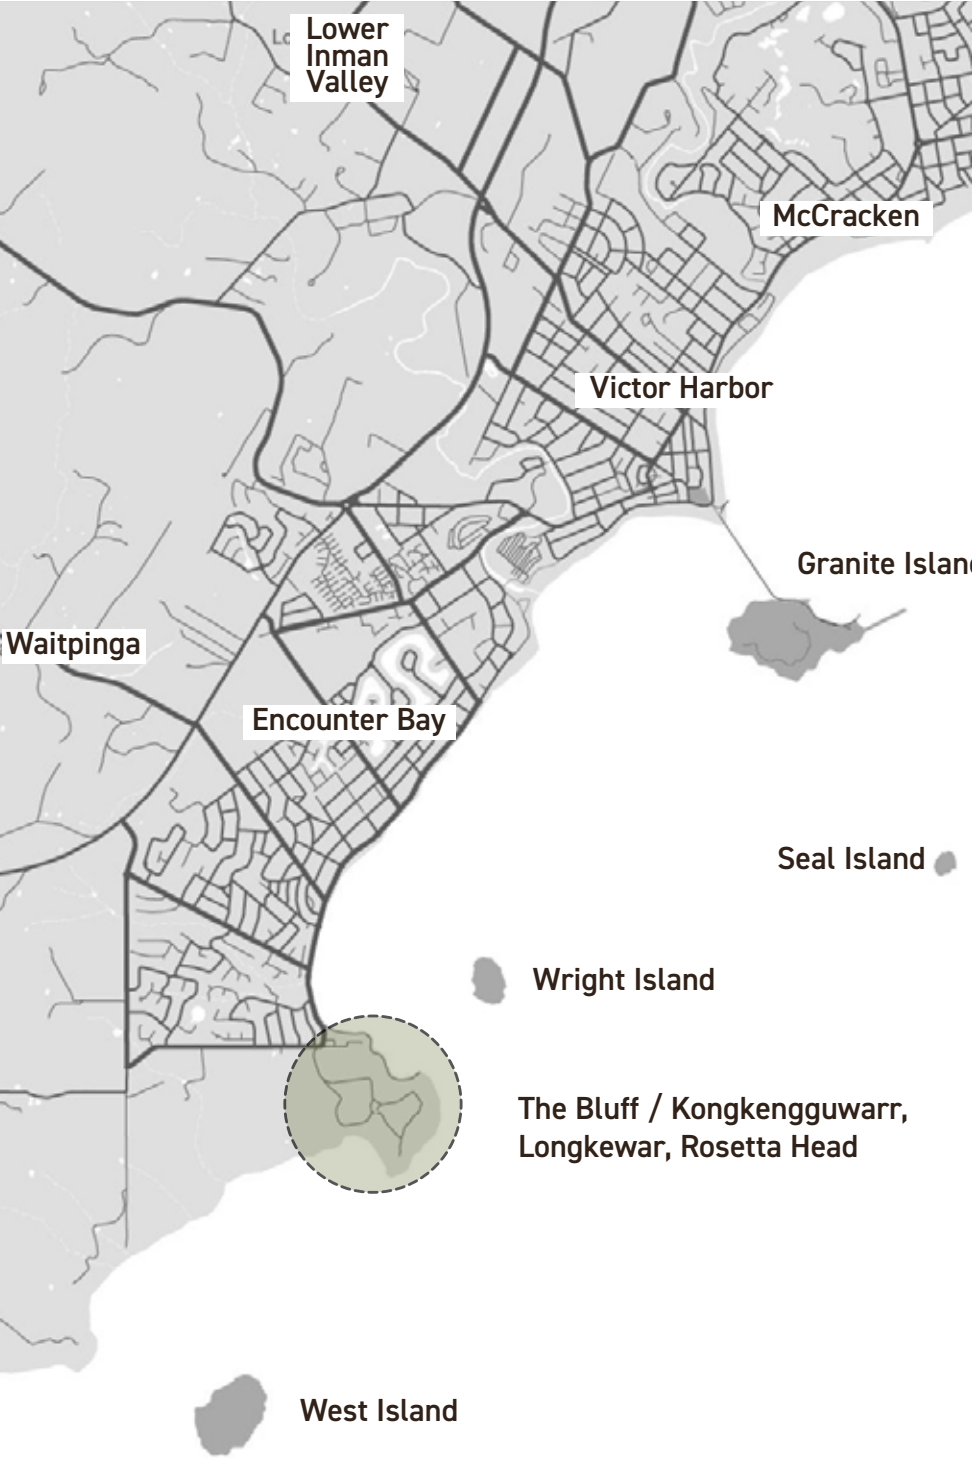 Lower
Inman
Valley
McCracken
Victor Harbor
Granite Islan
Waitpinga
Encounter Bay
Seal Island
Wright Island
The Bluff / Kongkengguwarr,
Longkewar, Rosetta Head
West Island